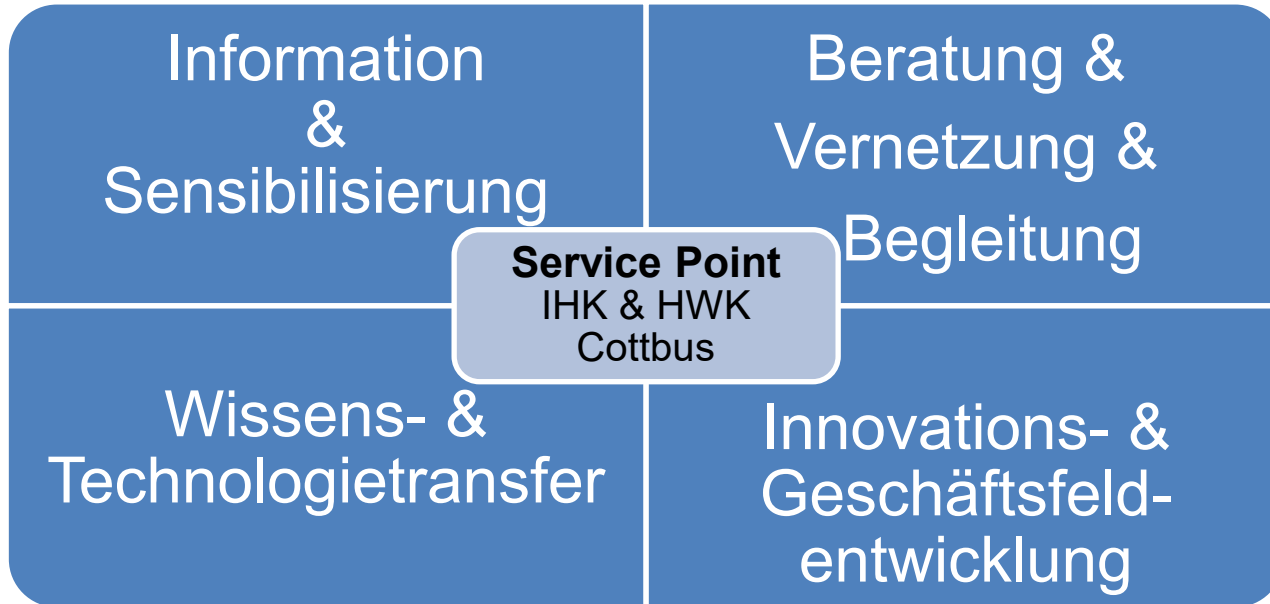 Information
&
Sensibilisierung
Beratung &
Vernetzung &
Begleitung
Service Point
IHK & HWK
Cottbus
Wissens- &
Technologietransfer
Innovations- &
Geschäftsfeld-
entwicklung